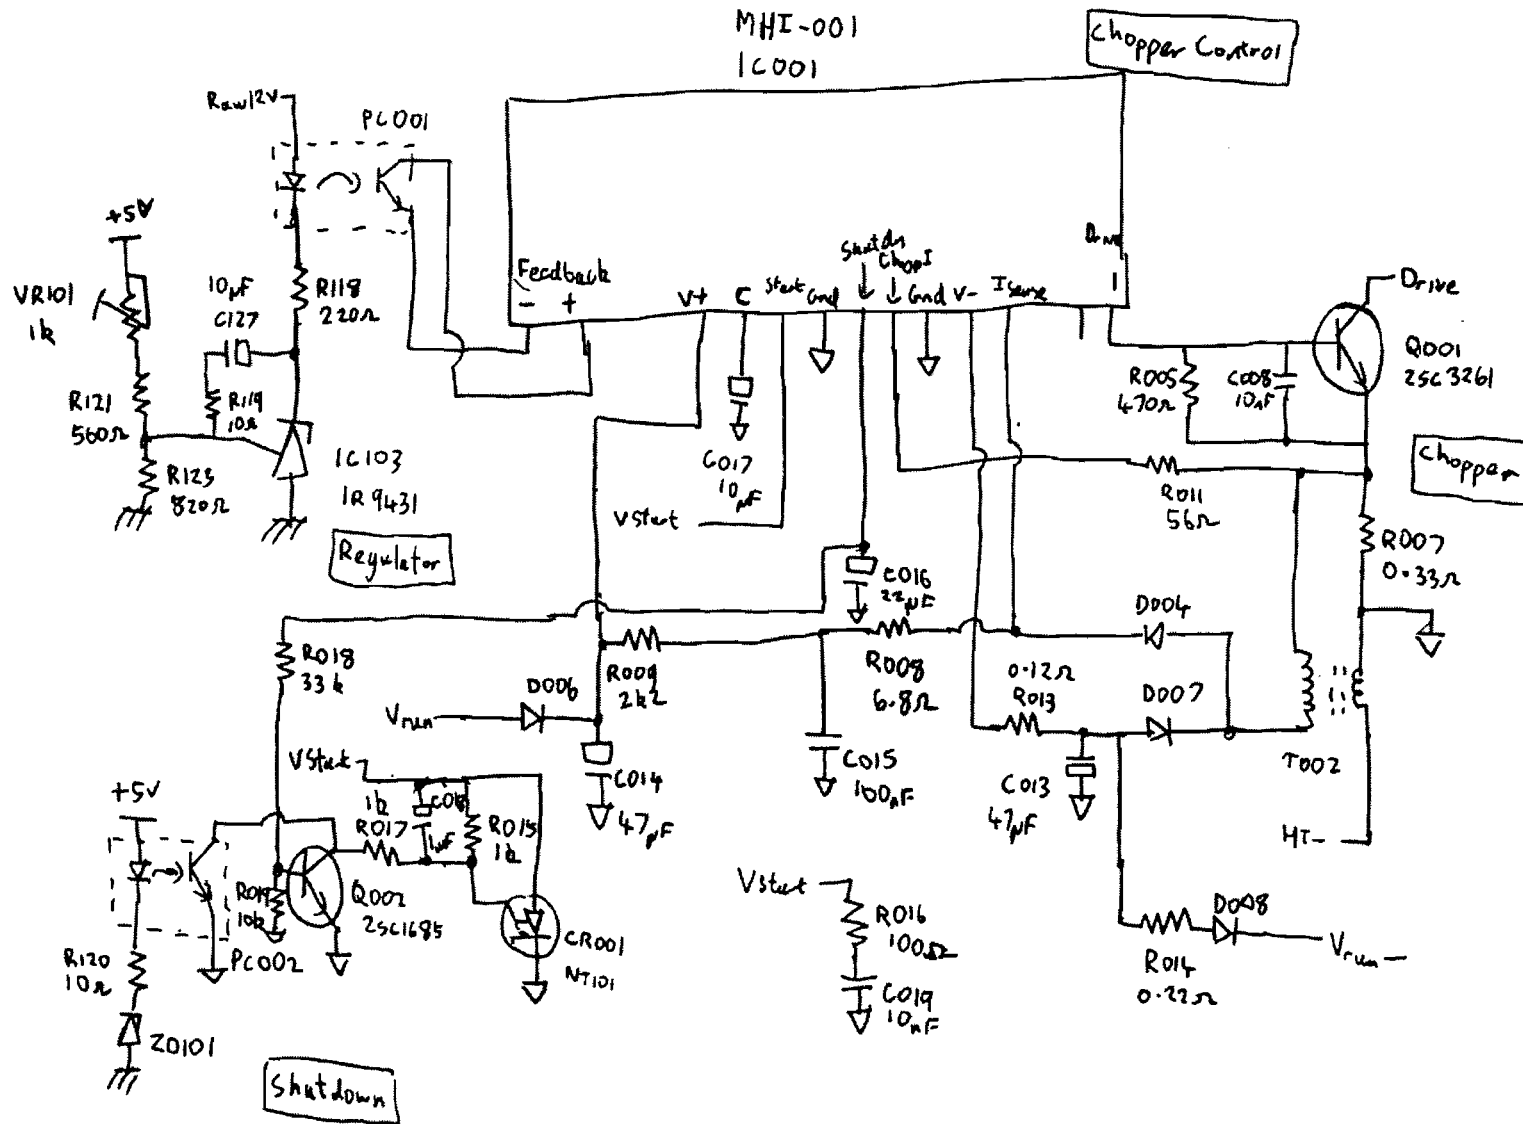 MHI-001
IC001
Chopper Control
Raw12V
PC001
+5V
VR101
1k
10µF
C127
R118
220Ω
R121
560Ω
R119
10Ω
R123
820Ω
IC103
IR9431
Regulator
Feedback
- +
V+
C
Start
Gnd
Shutdn
ChopI
Gnd
V-
Isense
Drive
Drive
Q001
2SC3261
R005
470Ω
C008
10nF
Chopper
R011
56Ω
R007
0.33Ω
C017
10µF
VStart
C016
22µF
D004
R018
33k
R009
2k2
R008
6.8Ω
0.12Ω
R013
D007
D006
Vrun
VStart
C014
47µF
C015
100nF
C013
47µF
T002
HT-
+5V
1k
R017
C018
1µF
R015
1k
R019
10k
Q002
2SC1685
CR001
NT101
PC002
R120
10Ω
ZD101
Shutdown
VStart
R016
100Ω
C019
10nF
D008
R014
0.22Ω
Vrun